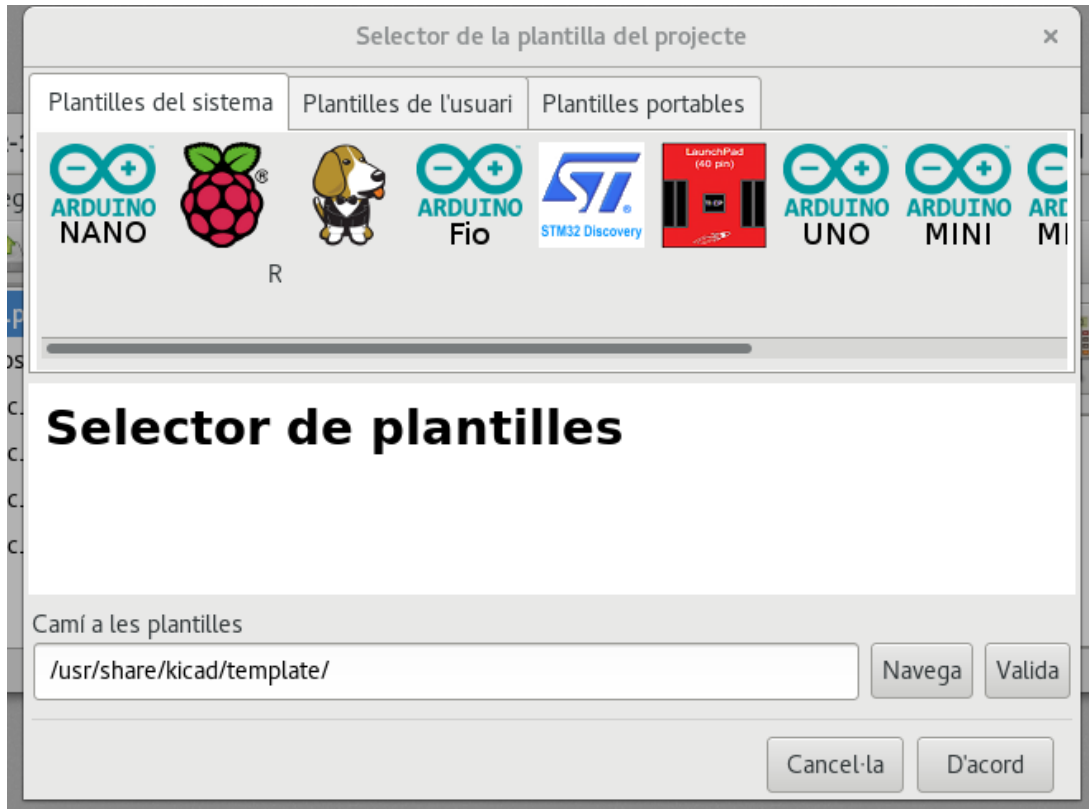 Selector de la plantilla del projecte
Plantilles del sistema
Plantilles de l'usuari
Plantilles portables
ARDUINO
NANO
ARDUINO
Fio
STM32 Discovery
LaunchPad
(40 pin)
ARDUINO
UNO
ARDUINO
MINI
R
Selector de plantilles
Camí a les plantilles
/usr/share/kicad/template/
Navega
Valida
Cancel·la
D'acord